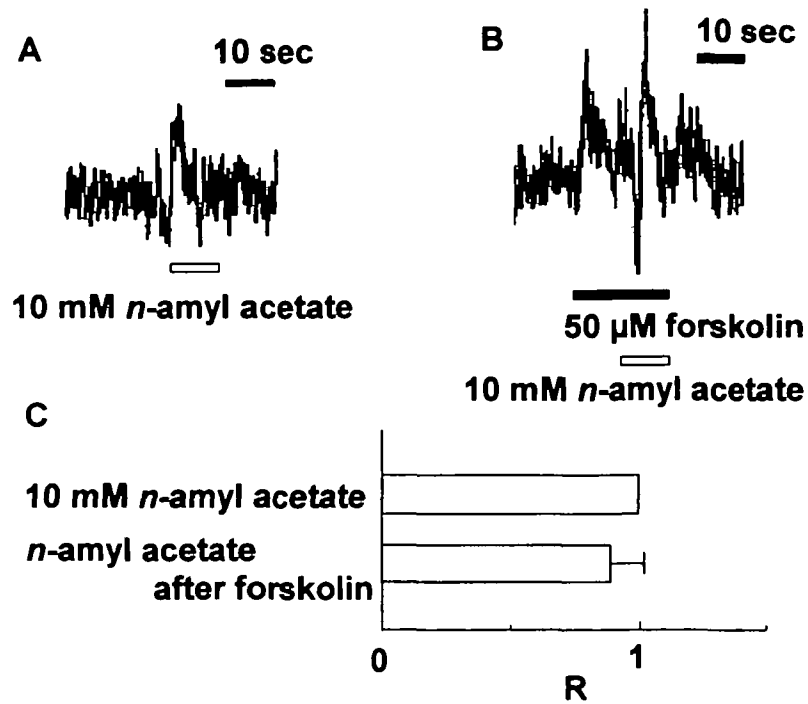 A
10 sec
B
10 sec
10 mM n-amyl acetate
50 µM forskolin
10 mM n-amyl acetate
C
10 mM n-amyl acetate
n-amyl acetate
after forskolin
0
1
R